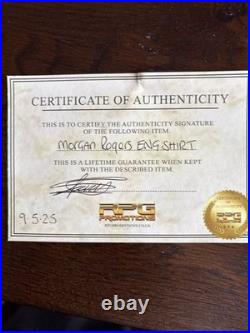 CERTIFICATE OF AUTHENTICITY
THIS IS TO CERTIFY THE AUTHENTICITY SIGNATURE
OF THE FOLLOWING ITEM.
MORGAN ROGERS ENG SHIRT
THIS IS A LIFETIME GUARANTEE WHEN KEPT
WITH THE DESCRIBED ITEM.
9.5.25
RPG
PROMOTIONS